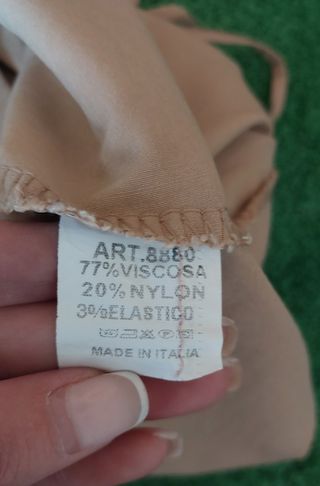 ART.8880
77%VISCOSA
20%NYLON
3%ELASTICO
MADE IN ITALIA